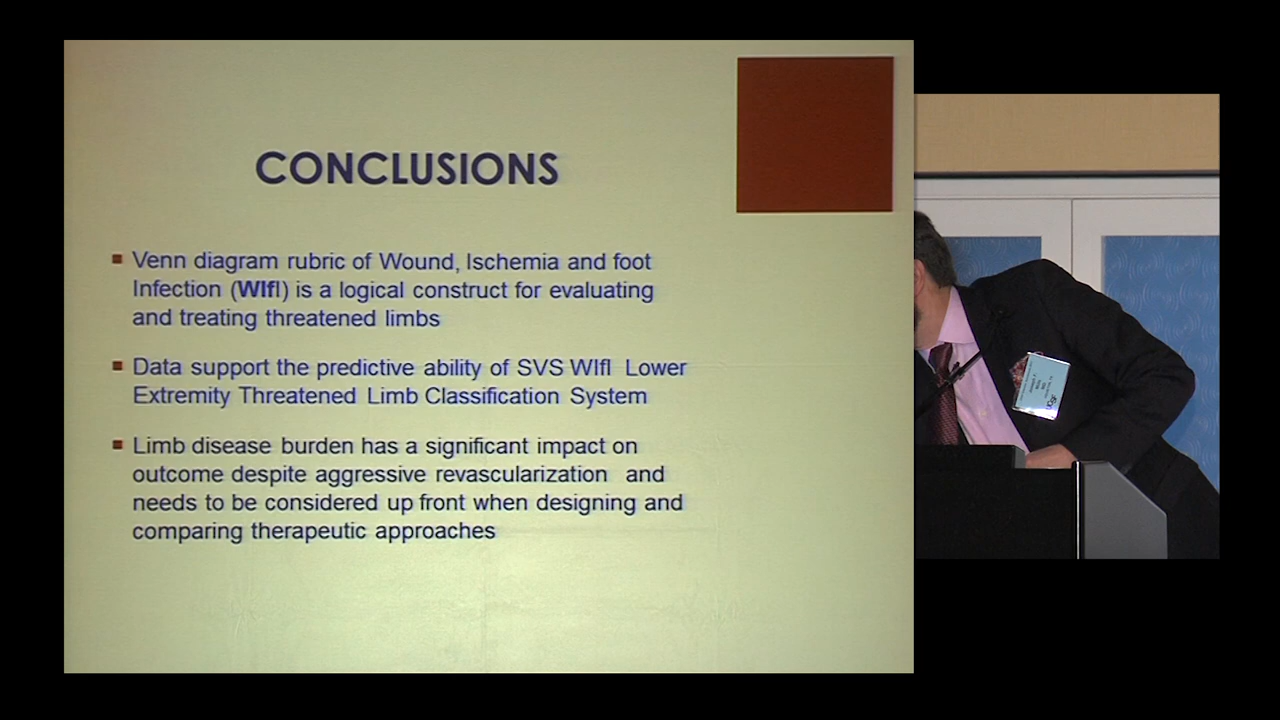 CONCLUSIONS
Venn diagram rubric of Wound, Ischemia and foot
Infection (WIfI) is a logical construct for evaluating
and treating threatened limbs
Data support the predictive ability of SVS WIfI Lower
Extremity Threatened Limb Classification System
Limb disease burden has a significant impact on
outcome despite aggressive revascularization and
needs to be considered up front when designing and
comparing therapeutic approaches